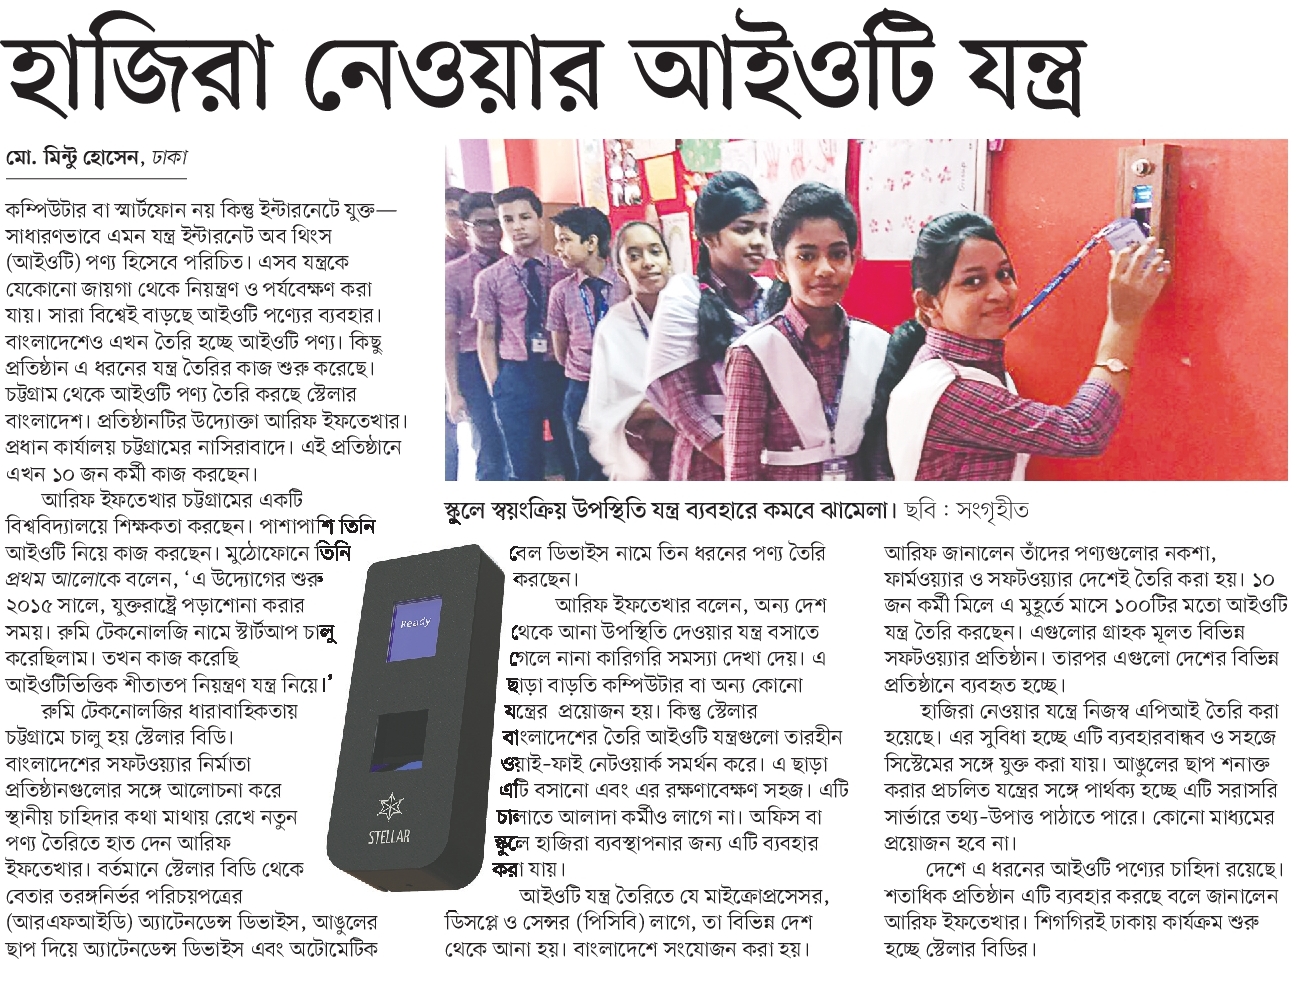 হাজিরা নেওয়ার আইওটি যন্ত্র
মো. মিন্টু হোসেন, ঢাকা
কম্পিউটার বা স্মার্টফোন নয় কিন্তু ইন্টারনেটে যুক্ত—
সাধারণভাবে এমন যন্ত্র ইন্টারনেট অব থিংস
(আইওটি) পণ্য হিসেবে পরিচিত। এসব যন্ত্রকে
যেকোনো জায়গা থেকে নিয়ন্ত্রণ ও পর্যবেক্ষণ করা
যায়। সারা বিশ্বেই বাড়ছে আইওটি পণ্যের ব্যবহার।
বাংলাদেশেও এখন তৈরি হচ্ছে আইওটি পণ্য। কিছু
প্রতিষ্ঠান এ ধরনের যন্ত্র তৈরির কাজ শুরু করেছে।
চট্টগ্রাম থেকে আইওটি পণ্য তৈরি করছে স্টেলার
বাংলাদেশ। প্রতিষ্ঠানটির উদ্যোক্তা আরিফ ইফতেখার।
প্রধান কার্যালয় চট্টগ্রামের নাসিরাবাদে। এই প্রতিষ্ঠানে
এখন ১০ জন কর্মী কাজ করছেন।
আরিফ ইফতেখার চট্টগ্রামের একটি
বিশ্ববিদ্যালয়ে শিক্ষকতা করছেন। পাশাপাশি তিনি
আইওটি নিয়ে কাজ করছেন। মুঠোফোনে তিনি
প্রথম আলোকে বলেন, ‘এ উদ্যোগের শুরু
২০১৫ সালে, যুক্তরাষ্ট্রে পড়াশোনা করার
সময়। রুমি টেকনোলজি নামে স্টার্টআপ চালু
করেছিলাম। তখন কাজ করেছি
আইওটিভিত্তিক শীতাতপ নিয়ন্ত্রণ যন্ত্র নিয়ে।’
রুমি টেকনোলজির ধারাবাহিকতায়
চট্টগ্রামে চালু হয় স্টেলার বিডি।
বাংলাদেশের সফটওয়্যার নির্মাতা
প্রতিষ্ঠানগুলোর সঙ্গে আলোচনা করে
স্থানীয় চাহিদার কথা মাথায় রেখে নতুন
পণ্য তৈরিতে হাত দেন আরিফ
ইফতেখার। বর্তমানে স্টেলার বিডি থেকে
বেতার তরঙ্গনির্ভর পরিচয়পত্রের
(আরএফআইডি) অ্যাটেনডেন্স ডিভাইস, আঙুলের
ছাপ দিয়ে অ্যাটেনডেন্স ডিভাইস এবং অটোমেটিক
Ready
STELLAR
স্কুলে স্বয়ংক্রিয় উপস্থিতি যন্ত্র ব্যবহারে কমবে ঝামেলা। ছবি : সংগৃহীত
বেল ডিভাইস নামে তিন ধরনের পণ্য তৈরি
করছেন।
আরিফ ইফতেখার বলেন, অন্য দেশ
থেকে আনা উপস্থিতি দেওয়ার যন্ত্র বসাতে
গেলে নানা কারিগরি সমস্যা দেখা দেয়। এ
ছাড়া বাড়তি কম্পিউটার বা অন্য কোনো
যন্ত্রের প্রয়োজন হয়। কিন্তু স্টেলার
বাংলাদেশের তৈরি আইওটি যন্ত্রগুলো তারহীন
ওয়াই-ফাই নেটওয়ার্ক সমর্থন করে। এ ছাড়া
এটি বসানো এবং এর রক্ষণাবেক্ষণ সহজ। এটি
চালাতে আলাদা কর্মীও লাগে না। অফিস বা
স্কুলে হাজিরা ব্যবস্থাপনার জন্য এটি ব্যবহার
করা যায়।
আইওটি যন্ত্র তৈরিতে যে মাইক্রোপ্রসেসর,
ডিসপ্লে ও সেন্সর (পিসিবি) লাগে, তা বিভিন্ন দেশ
থেকে আনা হয়। বাংলাদেশে সংযোজন করা হয়।
আরিফ জানালেন তাঁদের পণ্যগুলোর নকশা,
ফার্মওয়্যার ও সফটওয়্যার দেশেই তৈরি করা হয়। ১০
জন কর্মী মিলে এ মুহূর্তে মাসে ১০০টির মতো আইওটি
যন্ত্র তৈরি করছেন। এগুলোর গ্রাহক মূলত বিভিন্ন
সফটওয়্যার প্রতিষ্ঠান। তারপর এগুলো দেশের বিভিন্ন
প্রতিষ্ঠানে ব্যবহৃত হচ্ছে।
হাজিরা নেওয়ার যন্ত্রে নিজস্ব এপিআই তৈরি করা
হয়েছে। এর সুবিধা হচ্ছে এটি ব্যবহারবান্ধব ও সহজে
সিস্টেমের সঙ্গে যুক্ত করা যায়। আঙুলের ছাপ শনাক্ত
করার প্রচলিত যন্ত্রের সঙ্গে পার্থক্য হচ্ছে এটি সরাসরি
সার্ভারে তথ্য-উপাত্ত পাঠাতে পারে। কোনো মাধ্যমের
প্রয়োজন হবে না।
দেশে এ ধরনের আইওটি পণ্যের চাহিদা রয়েছে।
শতাধিক প্রতিষ্ঠান এটি ব্যবহার করছে বলে জানালেন
আরিফ ইফতেখার। শিগগিরই ঢাকায় কার্যক্রম শুরু
হচ্ছে স্টেলার বিডির।